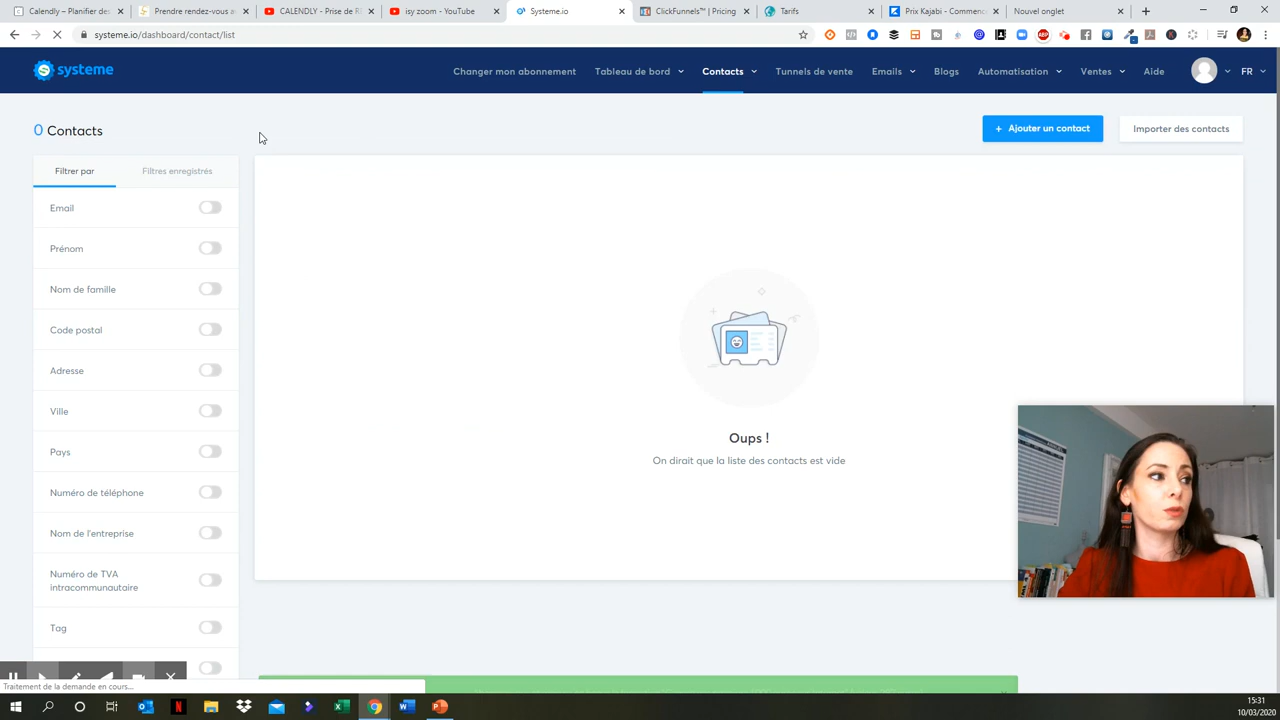 Calendly – Planifier des
Prendre rendez-vous a
CALENDLY - Prise de R
isy zoom - YouTube
Systeme.io
ClickFunnels™ | Pricing
Tarifs
Prix Kajabi - Commenc
Nouvel onglet
systeme.io/dashboard/contact/list
systeme
Changer mon abonnement
Tableau de bord
Contacts
Tunnels de vente
Emails
Blogs
Automatisation
Ventes
Aide
FR
0 Contacts
+ Ajouter un contact
Importer des contacts
Filtrer par
Filtres enregistrés
Email
Prénom
Nom de famille
Code postal
Adresse
Ville
Pays
Numéro de téléphone
Nom de l'entreprise
Numéro de TVA
intracommunautaire
Tag
Oups !
On dirait que la liste des contacts est vide
Traitement de la demande en cours...
15:31
10/03/2020